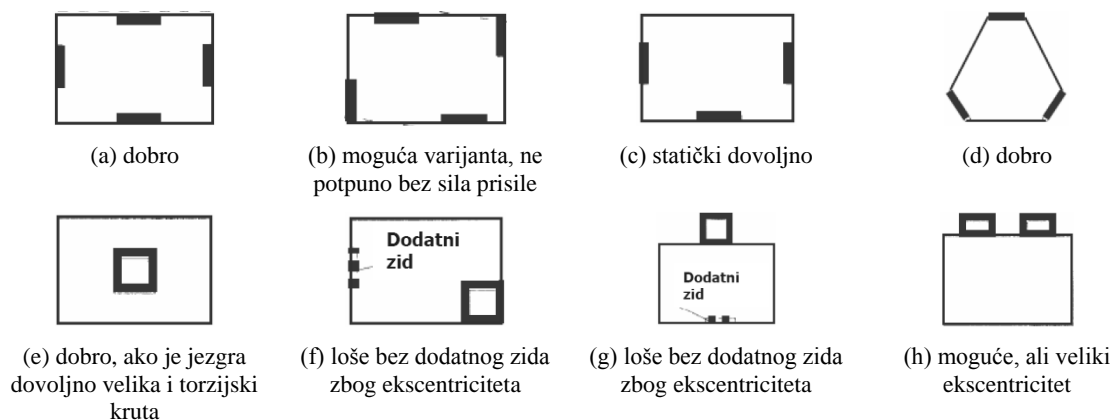 (a) dobro
(b) moguća varijanta, ne
potpuno bez sila prisile
(c) statički dovoljno
(d) dobro
Dodatni
zid
Dodatni
zid
(e) dobro, ako je jezgra
dovoljno velika i torzijski
kruta
(f) loše bez dodatnog zida
zbog ekscentriciteta
(g) loše bez dodatnog zida
zbog ekscentriciteta
(h) moguće, ali veliki
ekscentricitet